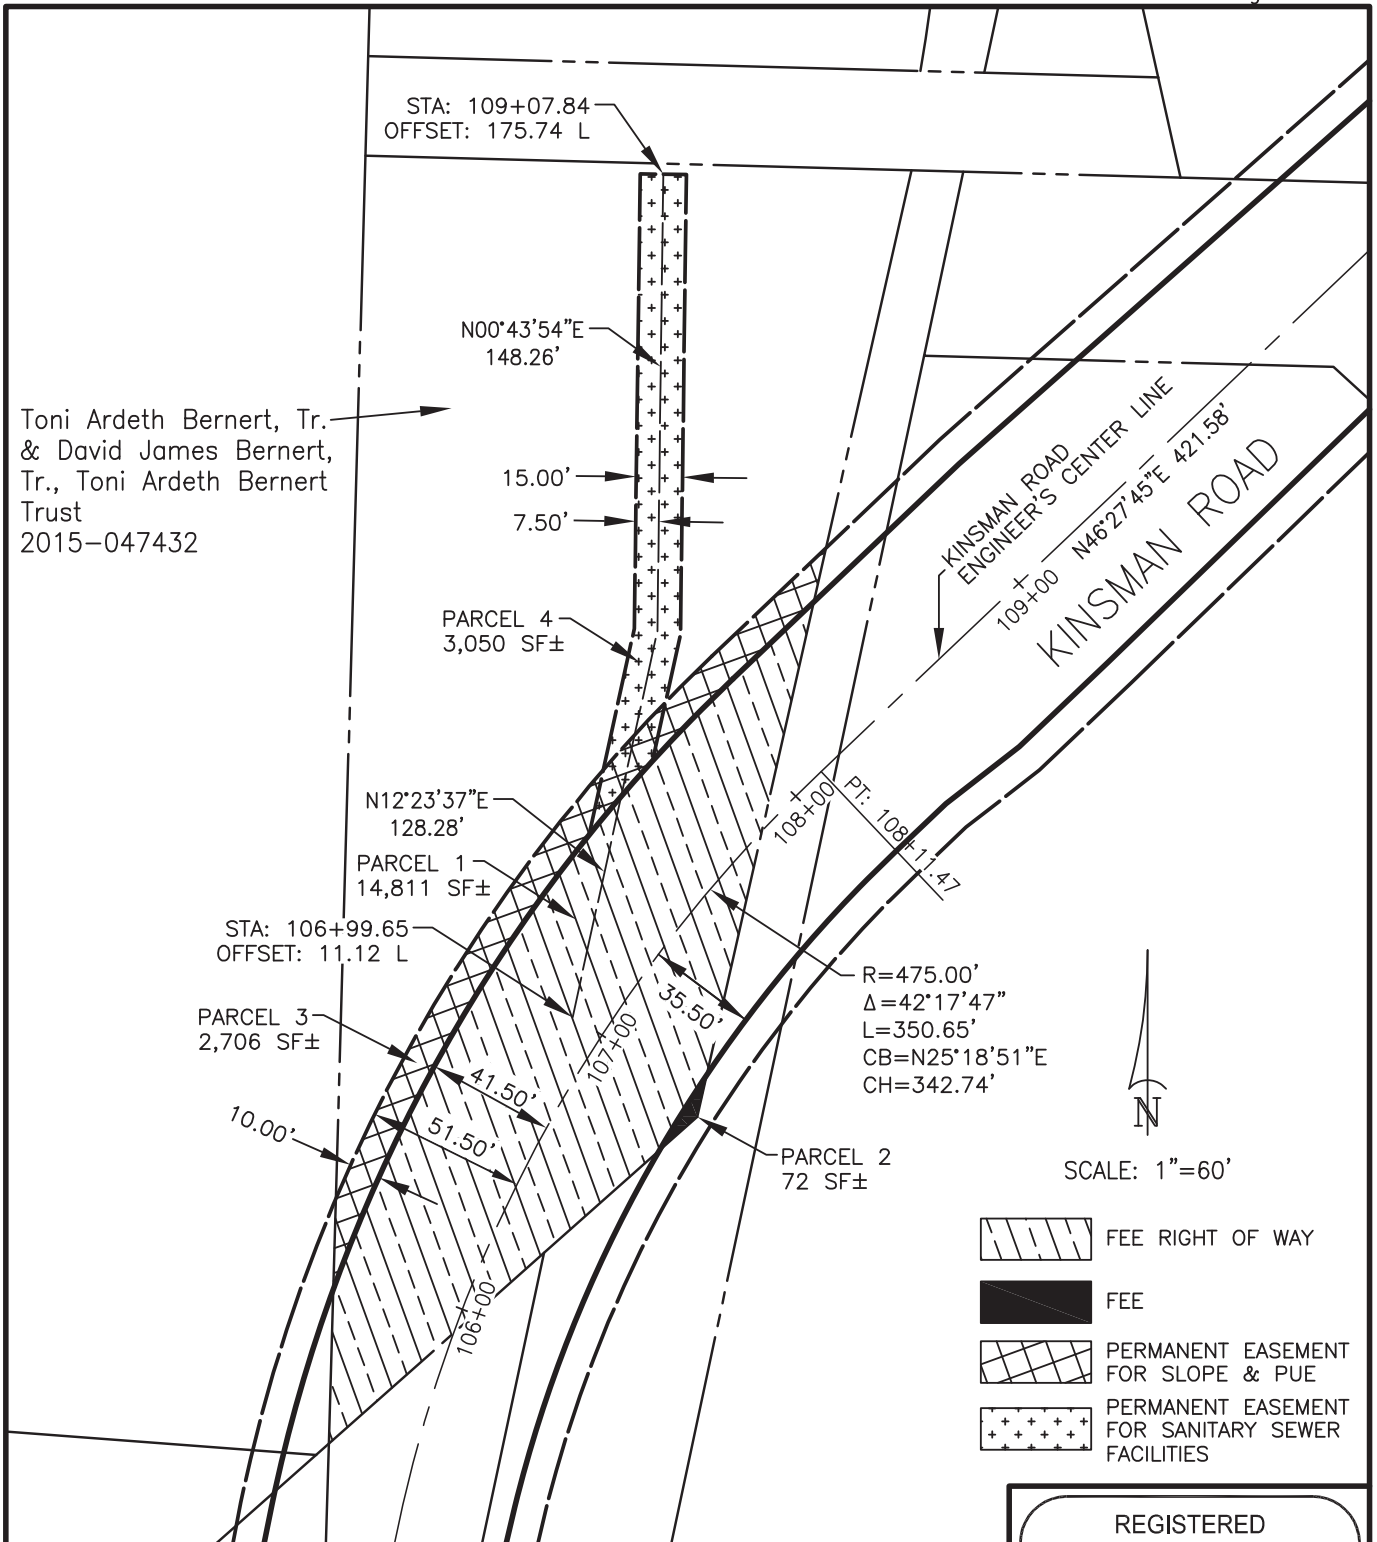 STA: 109+07.84
OFFSET: 175.74 L
N00°43'54"E
148.26'
Toni Ardeth Bernert, Tr.
& David James Bernert,
Tr., Toni Ardeth Bernert
Trust
2015-047432
15.00'
7.50'
KINSMAN ROAD
ENGINEER'S CENTER LINE
N46°27'45"E 421.58'
109+00
KINSMAN ROAD
PARCEL 4
3,050 SF±
N12°23'37"E
128.28'
108+00
PT: 108+11.47
PARCEL 1
14,811 SF±
STA: 106+99.65
OFFSET: 11.12 L
R=475.00'
Δ=42°17'47"
L=350.65'
CB=N25°18'51"E
CH=342.74'
35.50'
PARCEL 3
2,706 SF±
107+00
41.50'
51.50'
10.00'
PARCEL 2
72 SF±
N
SCALE: 1"=60'
106+00
FEE RIGHT OF WAY
FEE
PERMANENT EASEMENT
FOR SLOPE & PUE
PERMANENT EASEMENT
FOR SANITARY SEWER
FACILITIES
REGISTERED